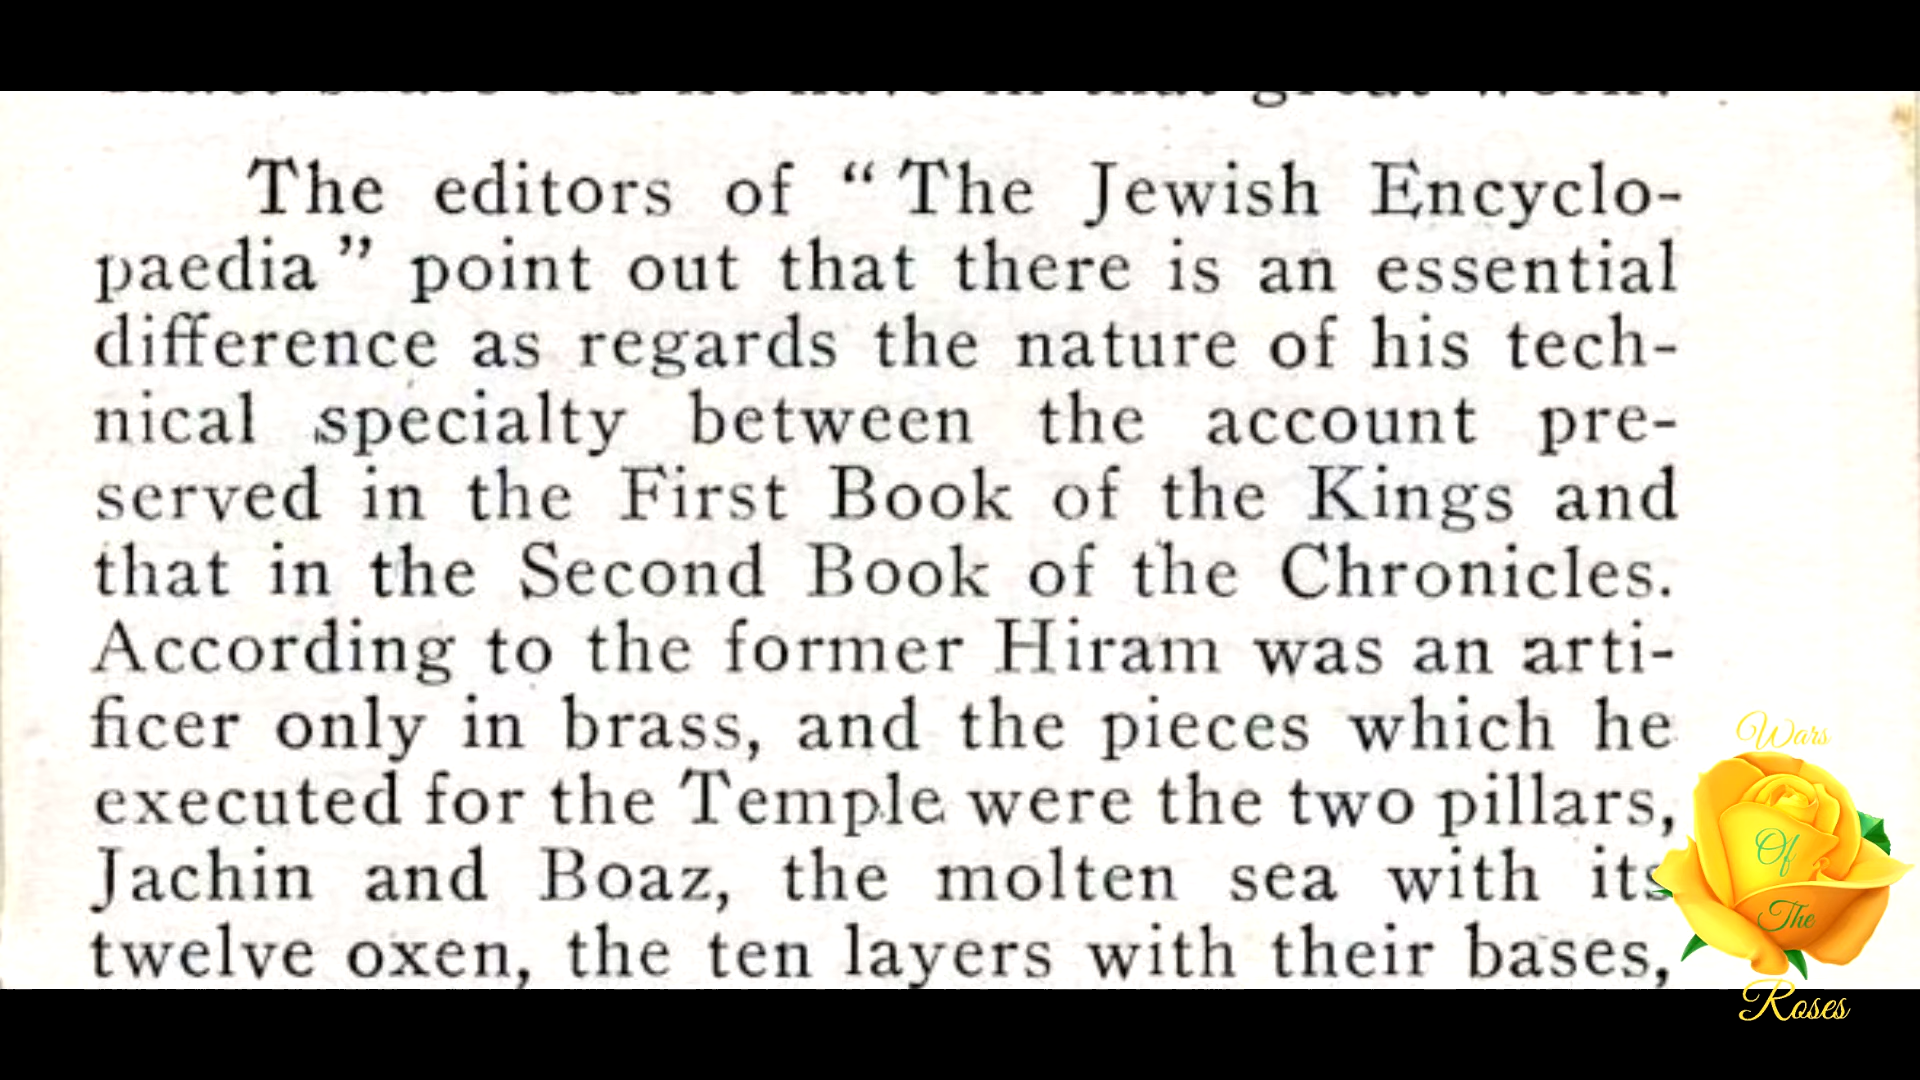 great work.
The editors of “The Jewish Encyclo-
paedia” point out that there is an essential
difference as regards the nature of his tech-
nical specialty between the account pre-
served in the First Book of the Kings and
that in the Second Book of the Chronicles.
According to the former Hiram was an arti-
ficer only in brass, and the pieces which he
executed for the Temple were the two pillars,
Jachin and Boaz, the molten sea with its
twelve oxen, the ten layers with their bases,
Wars
Of
The
Roses